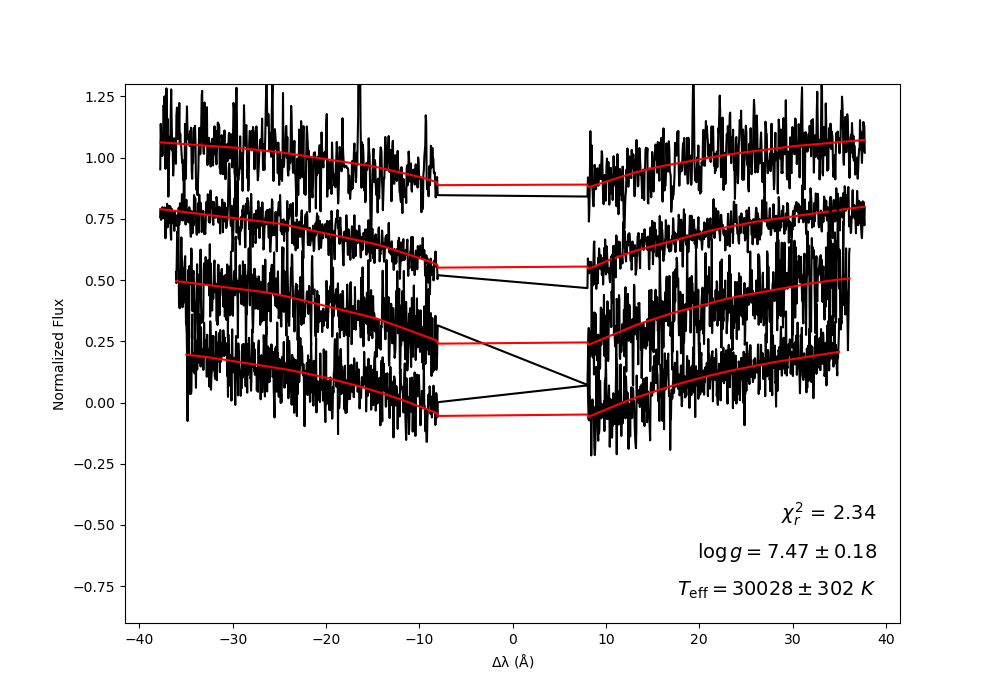 1.25
1.00
0.75
0.50
0.25
0.00
−0.25
−0.50
−0.75
Normalized Flux
χ²ᵣ = 2.34
log g = 7.47 ± 0.18
T_eff = 30028 ± 302 K
−40 −30 −20 −10 0 10 20 30 40
Δλ (Å)